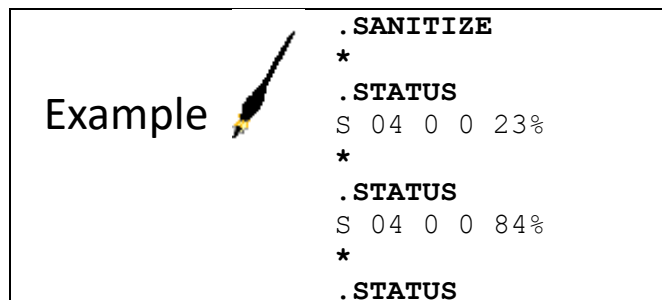 Example
.SANITIZE
*
.STATUS
S 04 0 0 23%
*
.STATUS
S 04 0 0 84%
*
.STATUS